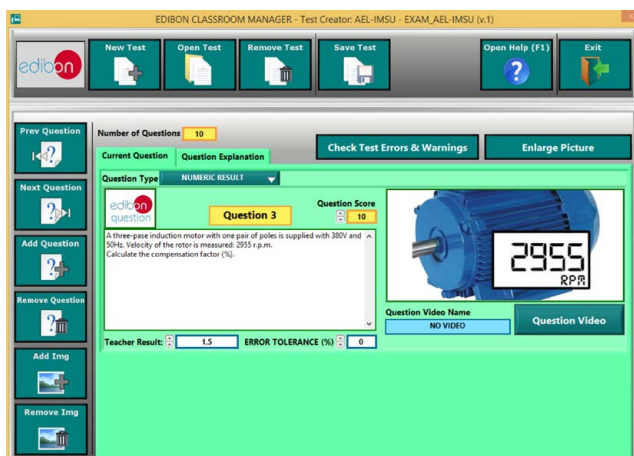 EDIBON CLASSROOM MANAGER - Test Creator: AEL-IMSU - EXAM_AEL-IMSU (v.1)
edibon
New Test
Open Test
Remove Test
Save Test
Open Help (F1)
Exit
Prev Question
Next Question
Add Question
Remove Question
Add Img
Remove Img
Number of Questions 10
Check Test Errors & Warnings
Enlarge Picture
Current Question
Question Explanation
Question Type NUMERIC RESULT
edibon
question
Question 3
Question Score
10
A three-pase induction motor with one pair of poles is supplied with 380V and
50Hz. Velocity of the rotor is measured: 2955 r.p.m.
Calculate the compensation factor (%).
2955
RPM
Question Video Name
NO VIDEO
Question Video
Teacher Result: 1.5 ERROR TOLERANCE (%) 0